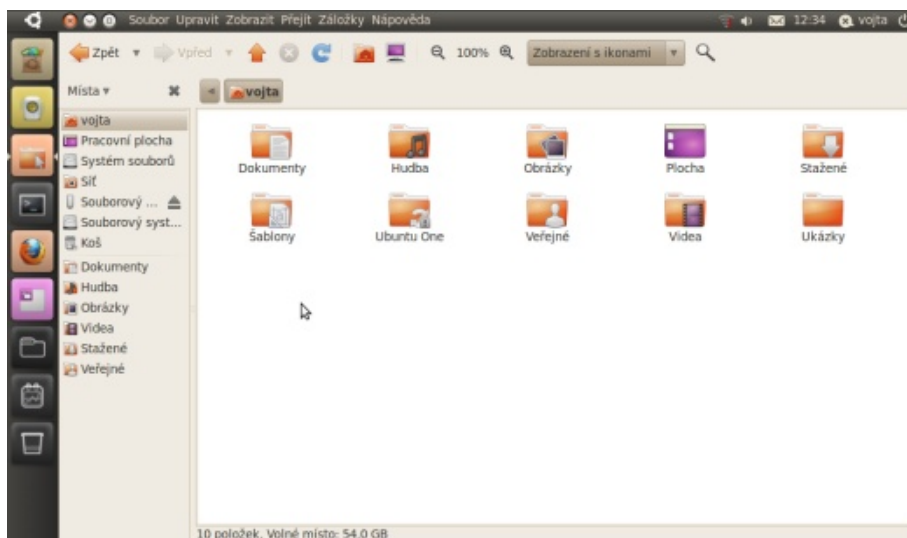 Soubor Upravit Zobrazit Přejít Záložky Nápověda 12:34 vojta
Zpět Vpřed 100% Zobrazení s ikonami
Místa vojta
vojta
Pracovní plocha
Systém souborů
Síť
Souborový ...
Souborový syst...
Koš
Dokumenty
Hudba
Obrázky
Videa
Stažené
Veřejné
Dokumenty Hudba Obrázky Plocha Stažené
Šablony Ubuntu One Veřejné Videa Ukázky
10 položek, Volné místo: 54,0 GB